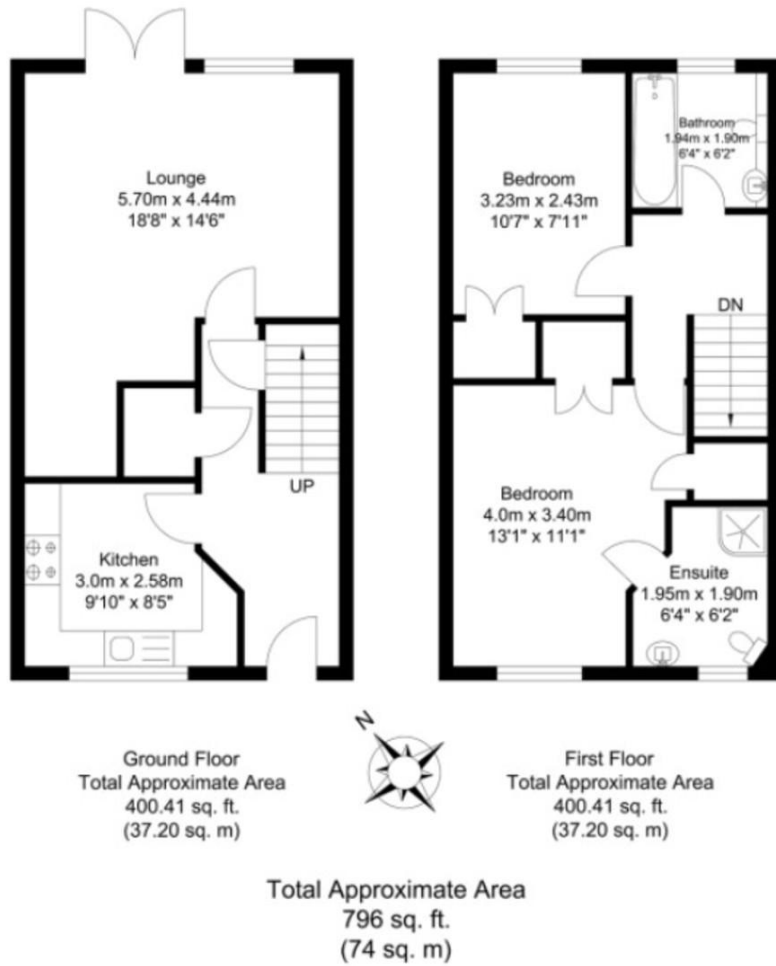 Lounge
5.70m x 4.44m
18'8" x 14'6"
UP
Kitchen
3.0m x 2.58m
9'10" x 8'5"
Bedroom
3.23m x 2.43m
10'7" x 7'11"
Bathroom
1.94m x 1.90m
6'4" x 6'2"
DN
Bedroom
4.0m x 3.40m
13'1" x 11'1"
Ensuite
1.95m x 1.90m
6'4" x 6'2"
N
Ground Floor
Total Approximate Area
400.41 sq. ft.
(37.20 sq. m)
First Floor
Total Approximate Area
400.41 sq. ft.
(37.20 sq. m)
Total Approximate Area
796 sq. ft.
(74 sq. m)